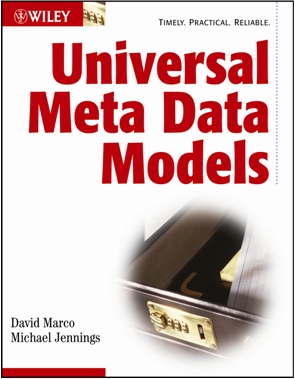 WILEY
TIMELY. PRACTICAL. RELIABLE.
Universal
Meta Data
Models
David Marco
Michael Jennings